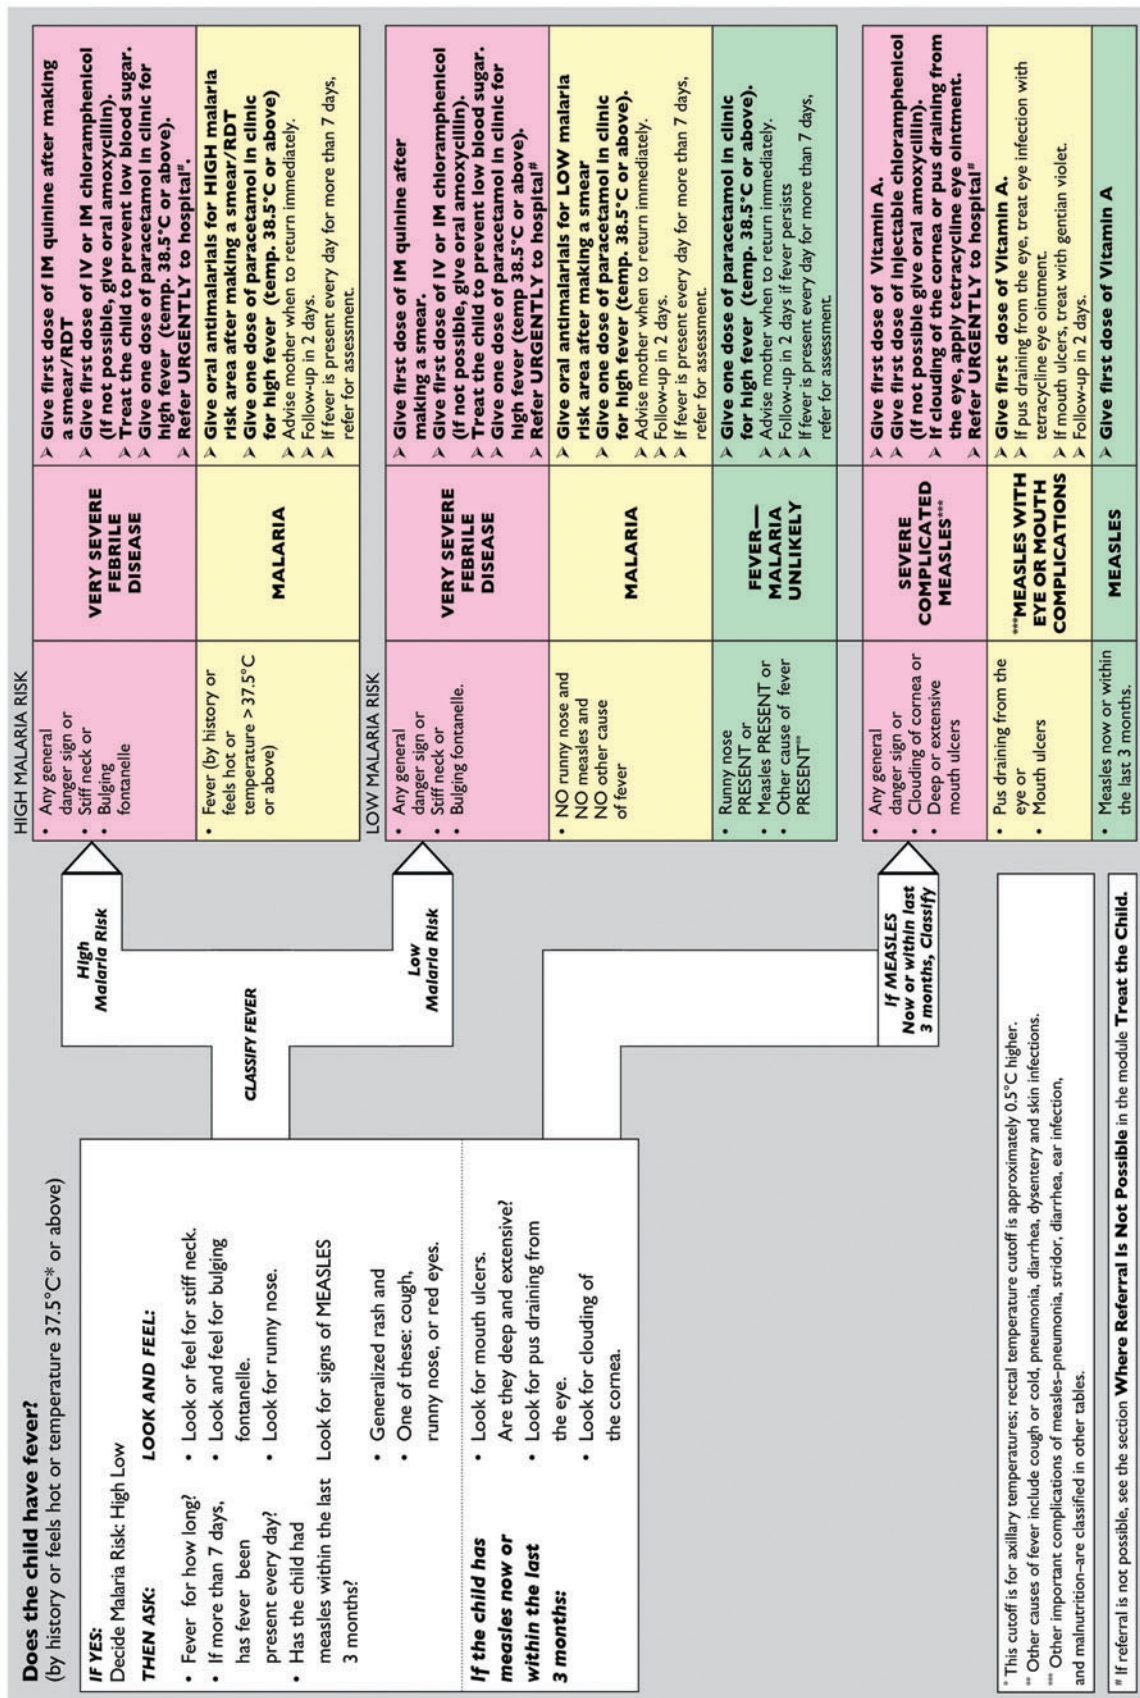 Does the child have fever?
(by history or feels hot or temperature 37.5°C* or above)
IF YES:
Decide Malaria Risk: High Low
THEN ASK:
• Fever for how long?
• If more than 7 days,
has fever been
present every day?
• Has the child had
measles within the last
3 months?
LOOK AND FEEL:
• Look or feel for stiff neck.
• Look and feel for bulging
fontanelle.
• Look for runny nose.
Look for signs of MEASLES
• Generalized rash and
• One of these: cough,
runny nose, or red eyes.
If the child has
measles now or
within the last
3 months:
• Look for mouth ulcers.
Are they deep and extensive?
• Look for pus draining from
the eye.
• Look for clouding of
the cornea.
CLASSIFY FEVER
High
Malaria Risk
Low
Malaria Risk
If MEASLES
Now or within last
3 months, Classify
HIGH MALARIA RISK
• Any general
danger sign or
• Stiff neck or
• Bulging
fontanelle
VERY SEVERE
FEBRILE
DISEASE
➢ Give first dose of IM quinine after making
a smear/RDT
➢ Give first dose of IV or IM chloramphenicol
(If not possible, give oral amoxycillin).
➢ Treat the child to prevent low blood sugar.
➢ Give one dose of paracetamol in clinic for
high fever (temp. 38.5°C or above).
➢ Refer URGENTLY to hospital#.
• Fever (by history or
feels hot or
temperature > 37.5°C
or above)
MALARIA
➢ Give oral antimalarials for HIGH malaria
risk area after making a smear/RDT
➢ Give one dose of paracetamol in clinic
for high fever (temp. 38.5°C or above)
➢ Advise mother when to return immediately.
➢ Follow-up in 2 days.
➢ If fever is present every day for more than 7 days,
refer for assessment.
LOW MALARIA RISK
• Any general
danger sign or
• Stiff neck or
• Bulging fontanelle.
VERY SEVERE
FEBRILE
DISEASE
➢ Give first dose of IM quinine after
making a smear.
➢ Give first dose of IV or IM chloramphenicol
(If not possible, give oral amoxycillin).
➢ Treat the child to prevent low blood sugar.
➢ Give one dose of paracetamol in clinic for
high fever (temp 38.5°C or above).
➢ Refer URGENTLY to hospital#
• NO runny nose and
NO measles and
NO other cause
of fever
MALARIA
➢ Give oral antimalarials for LOW malaria
risk area after making a smear
➢ Give one dose of paracetamol in clinic
for high fever (temp. 38.5°C or above).
➢ Advise mother when to return immediately.
➢ Follow-up in 2 days.
➢ If fever is present every day for more than 7 days,
refer for assessment.
• Runny nose
PRESENT or
• Measles PRESENT or
• Other cause of fever
PRESENT**
FEVER—
MALARIA
UNLIKELY
➢ Give one dose of paracetamol in clinic
for high fever (temp. 38.5°C or above).
➢ Advise mother when to return immediately.
➢ Follow-up in 2 days if fever persists
➢ If fever is present every day for more than 7 days,
refer for assessment.
• Any general
danger sign or
• Clouding of cornea or
• Deep or extensive
mouth ulcers
SEVERE
COMPLICATED
MEASLES***
➢ Give first dose of Vitamin A.
➢ Give first dose of injectable chloramphenicol
(If not possible give oral amoxycillin).
➢ If clouding of the cornea or pus draining from
the eye, apply tetracycline eye ointment.
➢ Refer URGENTLY to hospital#
• Pus draining from the
eye or
• Mouth ulcers
***MEASLES WITH
EYE OR MOUTH
COMPLICATIONS
➢ Give first dose of Vitamin A.
➢ If pus draining from the eye, treat eye infection with
tetracycline eye ointment.
➢ If mouth ulcers, treat with gentian violet.
➢ Follow-up in 2 days.
• Measles now or within
the last 3 months.
MEASLES
➢ Give first dose of Vitamin A
* This cutoff is for axillary temperatures; rectal temperature cutoff is approximately 0.5°C higher.
** Other causes of fever include cough or cold, pneumonia, diarrhea, dysentery and skin infections.
*** Other important complications of measles–pneumonia, stridor, diarrhea, ear infection,
and malnutrition–are classified in other tables.
# If referral is not possible, see the section Where Referral Is Not Possible in the module Treat the Child.